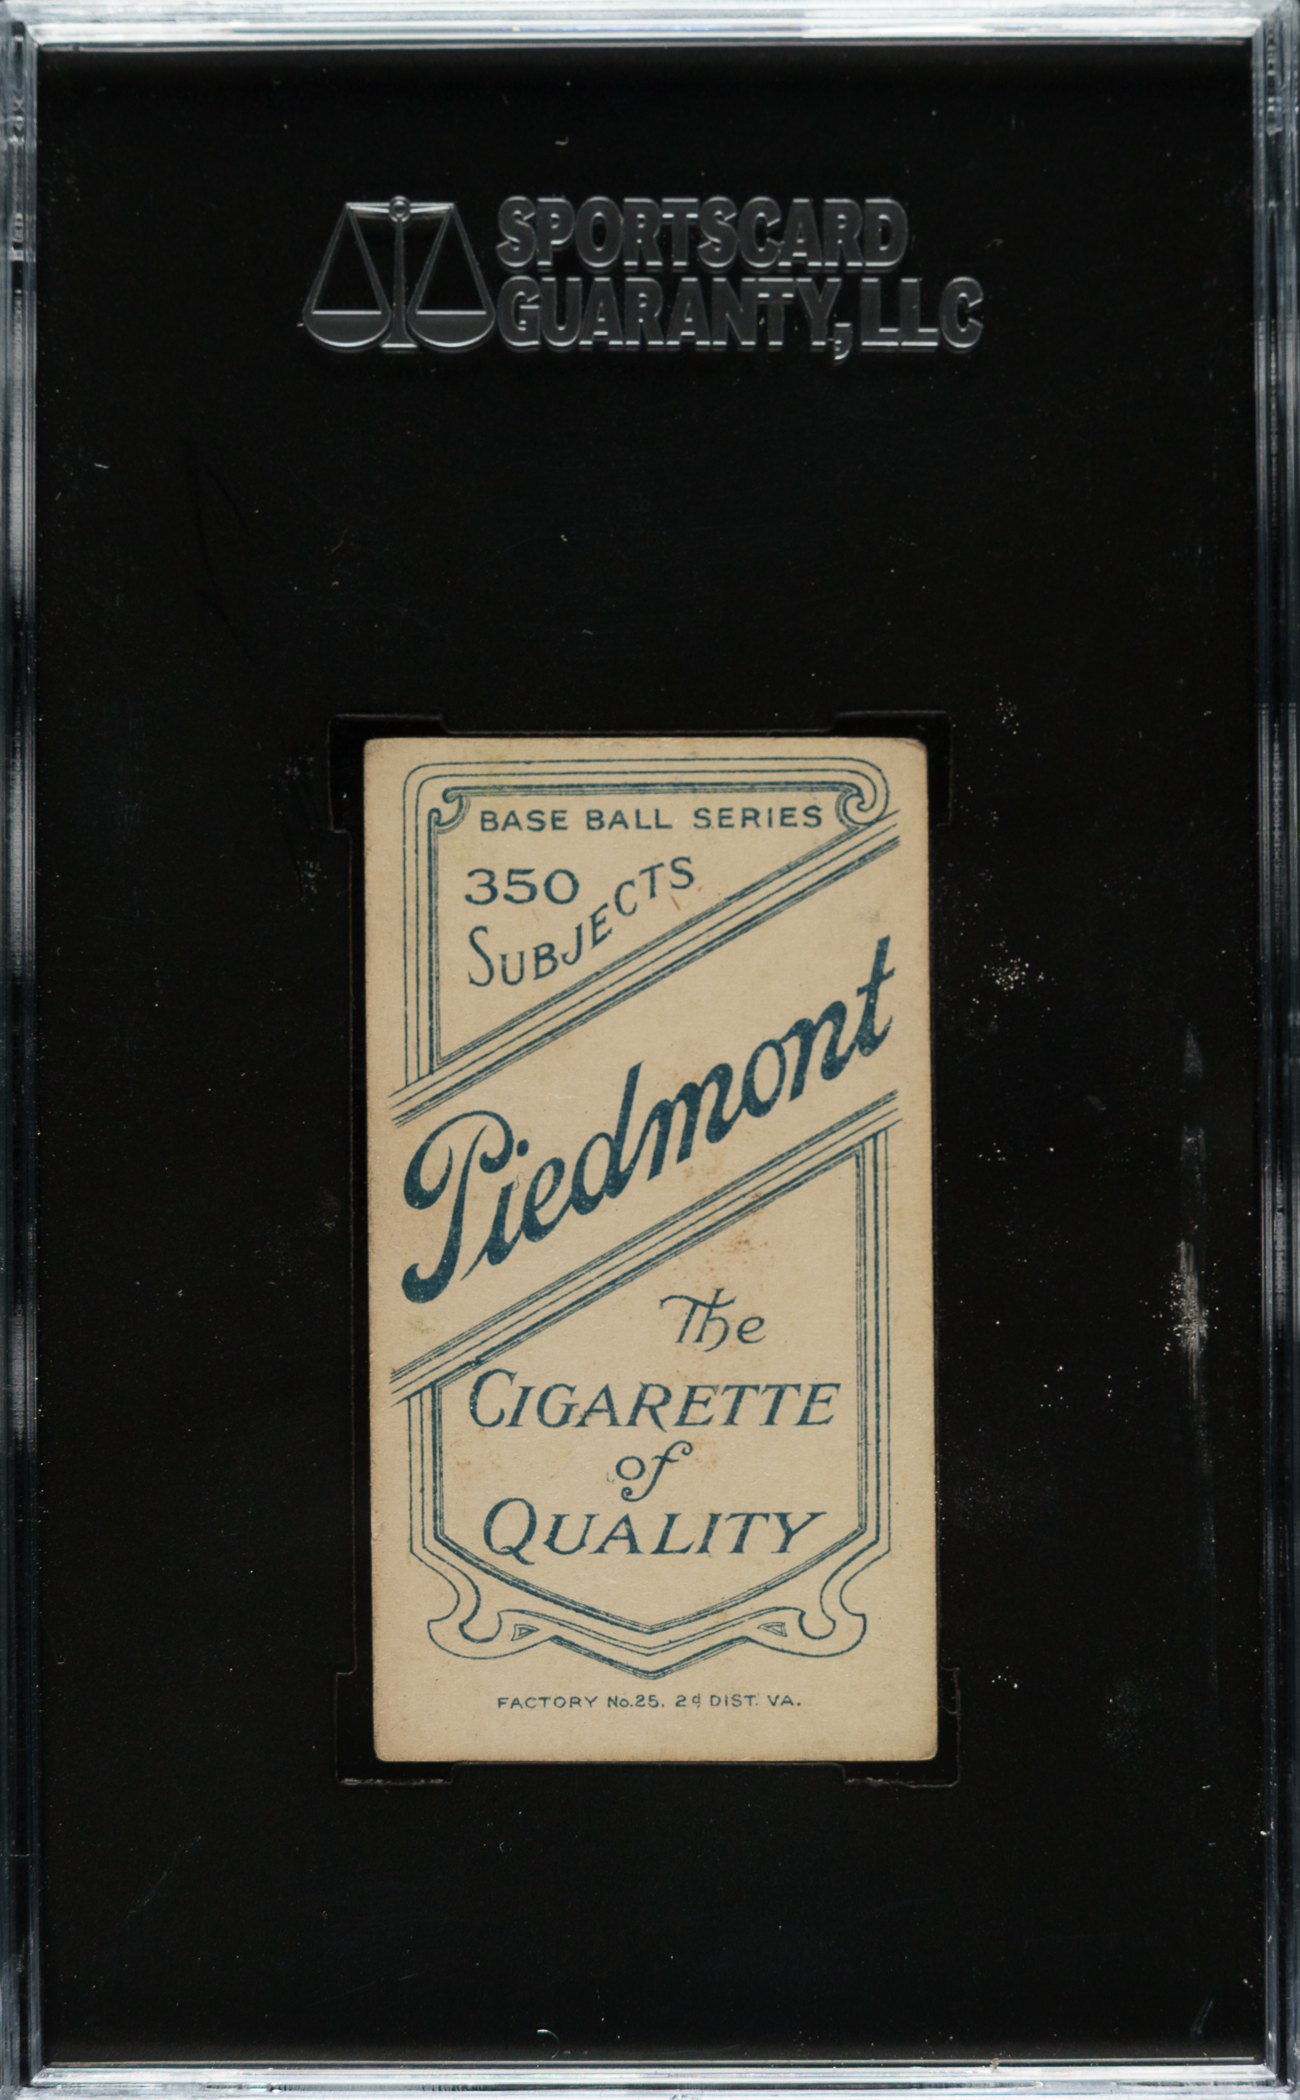 SPORTSCARD
GUARANTY, LLC
BASE BALL SERIES
350
SUBJECTS
Piedmont
The
CIGARETTE
of
QUALITY
FACTORY No.25. 2d DIST. VA.